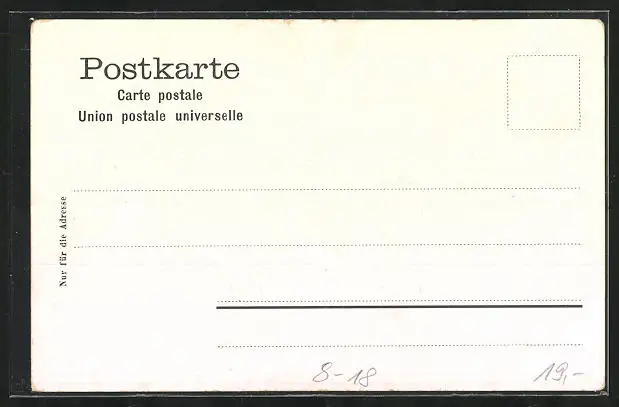 Postkarte
Carte postale
Union postale universelle
Nur für die Adresse
8-18
19,-